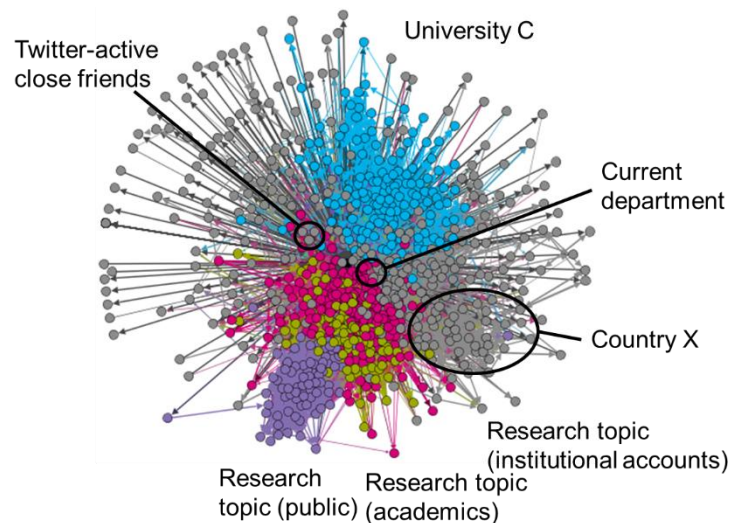 University C
Twitter-active
close friends
Current
department
Country X
Research topic
(institutional accounts)
Research
topic (public)
Research topic
(academics)